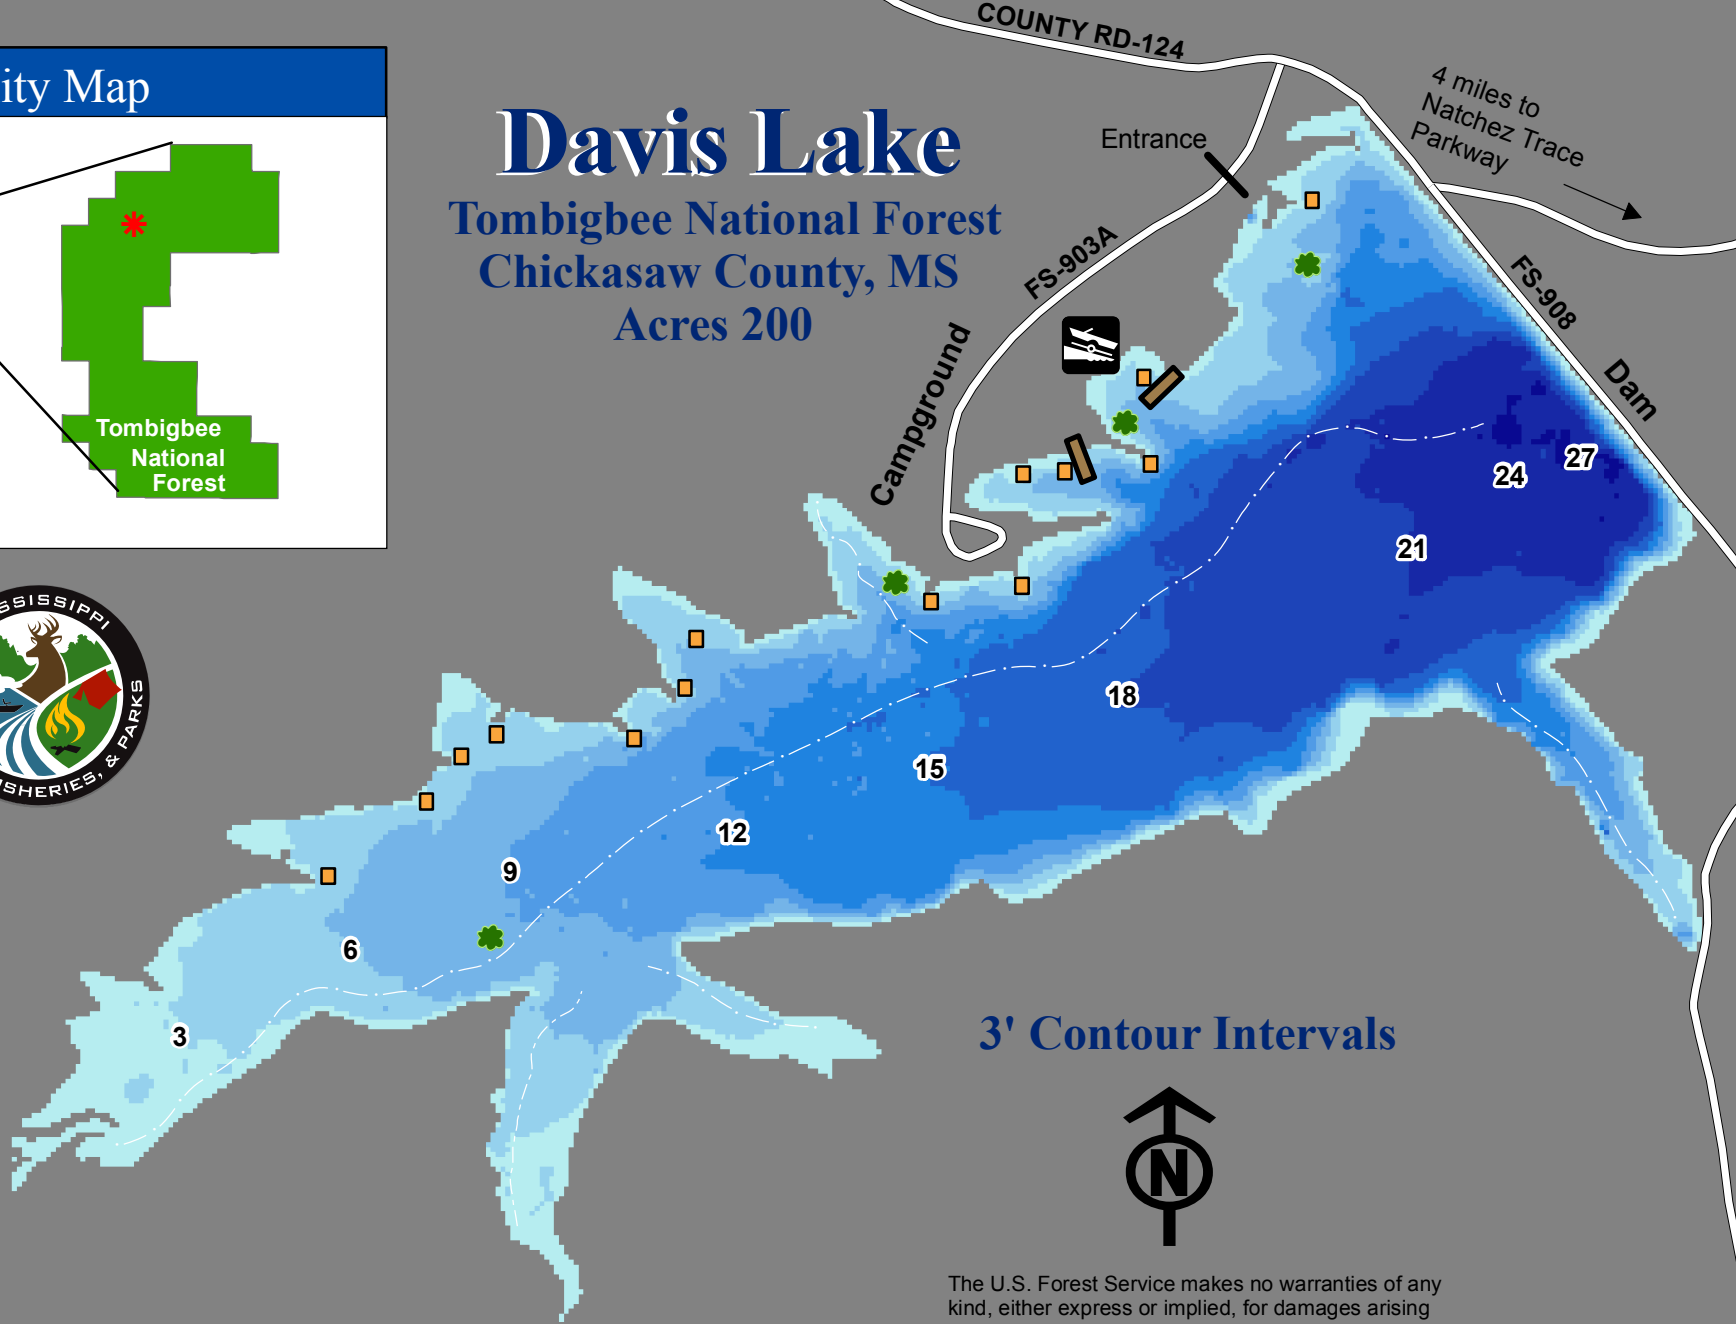 COUNTY RD-124
ity Map
4 miles to
Natchez Trace
Parkway
Davis Lake
Entrance
Tombigbee National Forest
Chickasaw County, MS
Acres 200
FS-903A
FS-908
Campground
Dam
Tombigbee
National
Forest
27
24
21
SSISSIPPI
SHERIES, & PARKS
18
15
12
9
6
3
3' Contour Intervals
N
The U.S. Forest Service makes no warranties of any
kind, either express or implied, for damages arising